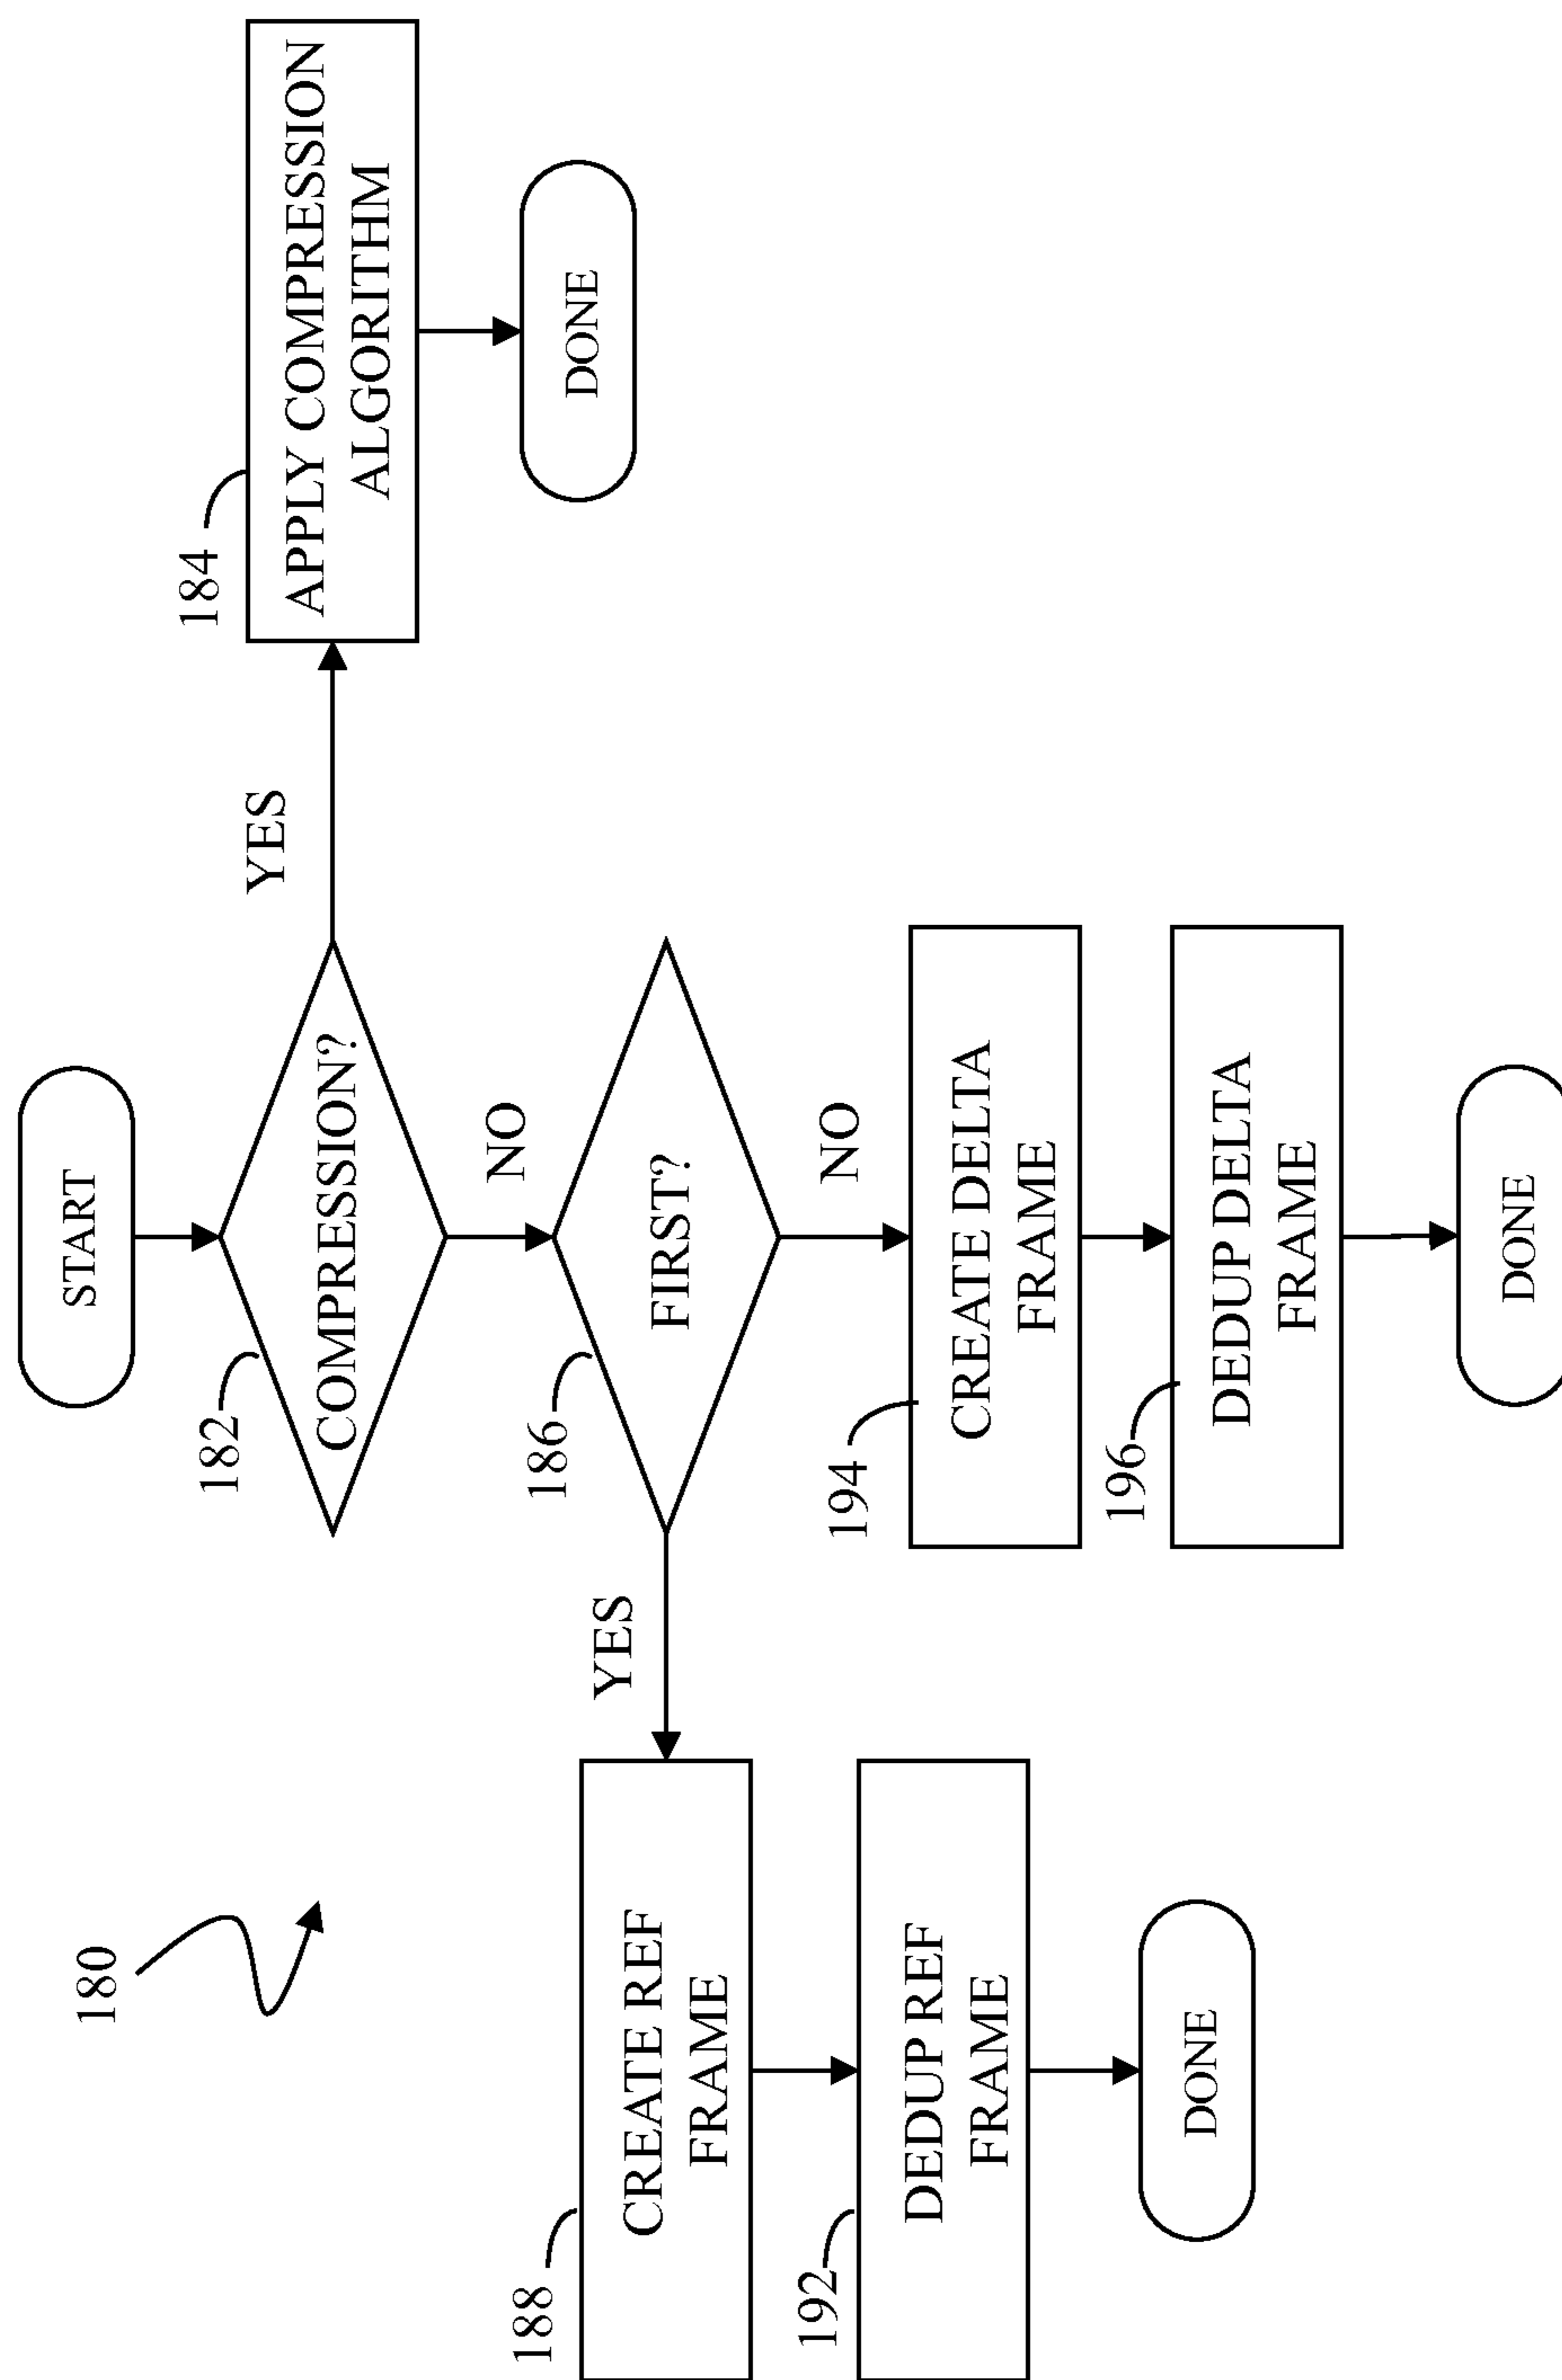 180
START
182
COMPRESSION?
YES
184
APPLY COMPRESSION
ALGORITHM
DONE
NO
186
FIRST?
YES
188
CREATE REF
FRAME
192
DEDUP REF
FRAME
DONE
NO
194
CREATE DELTA
FRAME
196
DEDUP DELTA
FRAME
DONE